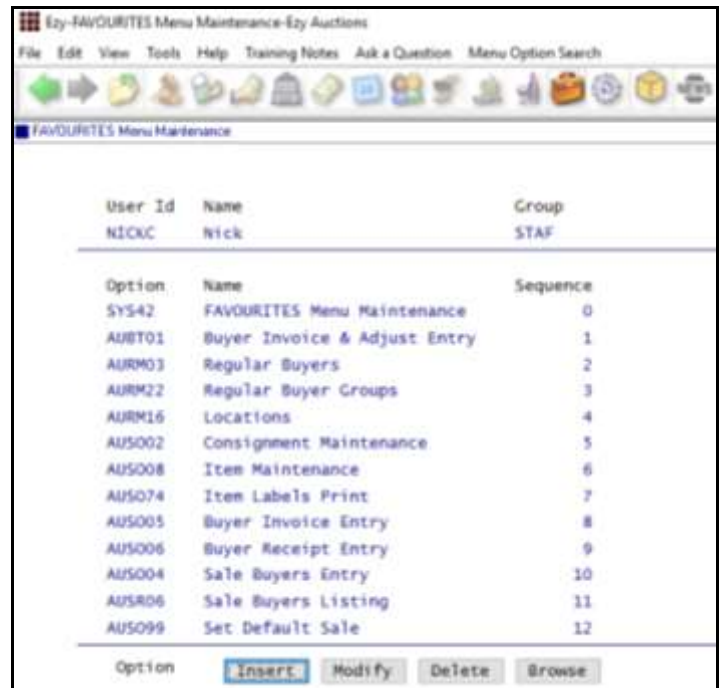 Ezy-FAVOURITES Menu Maintenance-Ezy Auctions
File Edit View Tools Help Training Notes Ask a Question Menu Option Search
FAVOURITES Menu Maintenance
User Id Name Group
NICKC Nick STAF
Option Name Sequence
SYS42 FAVOURITES Menu Maintenance 0
AUBT01 Buyer Invoice & Adjust Entry 1
AURM03 Regular Buyers 2
AURM22 Regular Buyer Groups 3
AURM16 Locations 4
AUSO02 Consignment Maintenance 5
AUSO08 Item Maintenance 6
AUSO74 Item Labels Print 7
AUSO05 Buyer Invoice Entry 8
AUSO06 Buyer Receipt Entry 9
AUSO04 Sale Buyers Entry 10
AUSR06 Sale Buyers Listing 11
AUSO99 Set Default Sale 12
Option Insert Modify Delete Browse